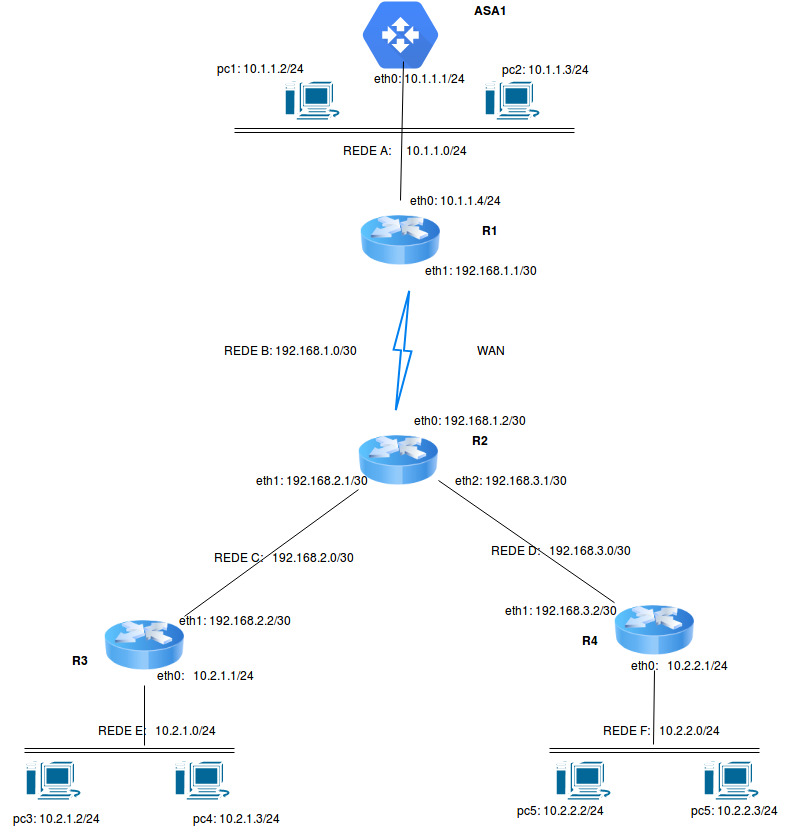 ASA1
pc1: 10.1.1.2/24
eth0: 10.1.1.1/24
pc2: 10.1.1.3/24
REDE A: 10.1.1.0/24
eth0: 10.1.1.4/24
R1
eth1: 192.168.1.1/30
REDE B: 192.168.1.0/30
WAN
eth0: 192.168.1.2/30
R2
eth1: 192.168.2.1/30
eth2: 192.168.3.1/30
REDE C: 192.168.2.0/30
REDE D: 192.168.3.0/30
eth1: 192.168.2.2/30
eth1: 192.168.3.2/30
R3
R4
eth0: 10.2.1.1/24
eth0: 10.2.2.1/24
REDE E: 10.2.1.0/24
REDE F: 10.2.2.0/24
pc3: 10.2.1.2/24
pc4: 10.2.1.3/24
pc5: 10.2.2.2/24
pc5: 10.2.2.3/24